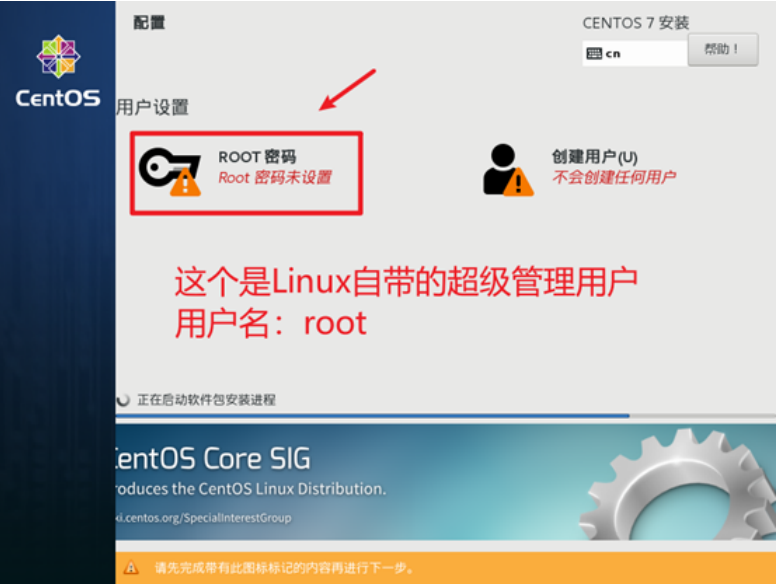 配置
CENTOS 7 安装
cn
帮助！
CentOS
用户设置
ROOT 密码
Root 密码未设置
创建用户(U)
不会创建任何用户
这个是Linux自带的超级管理用户
用户名：root
正在启动软件包安装进程
CentOS Core SIG
roduces the CentOS Linux Distribution.
ki.centos.org/SpecialInterestGroup
请先完成带有此图标标记的内容再进行下一步。